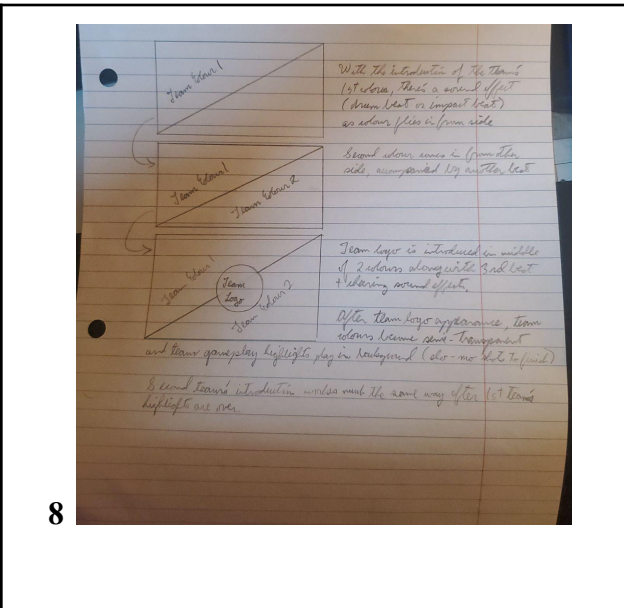 Team Colour 1
With the introduction of the team's
1st colour, there's a sound effect
(drum beat or impact beat)
as colour flies in from side
Team Colour 1
Team Colour 2
Second colour comes in from other
side, accompanied by another beat
Team Colour 1
Team
Logo
Team Colour 2
Team logo is introduced in middle
of 2 colours along with 3rd beat
+ sound effects.
After team logo appearance, team
colours become semi-transparent
and team gameplay highlights play in background (slo-mo shots to finish)
Second team's introduction works much the same way after 1st team's
highlights are over.
8